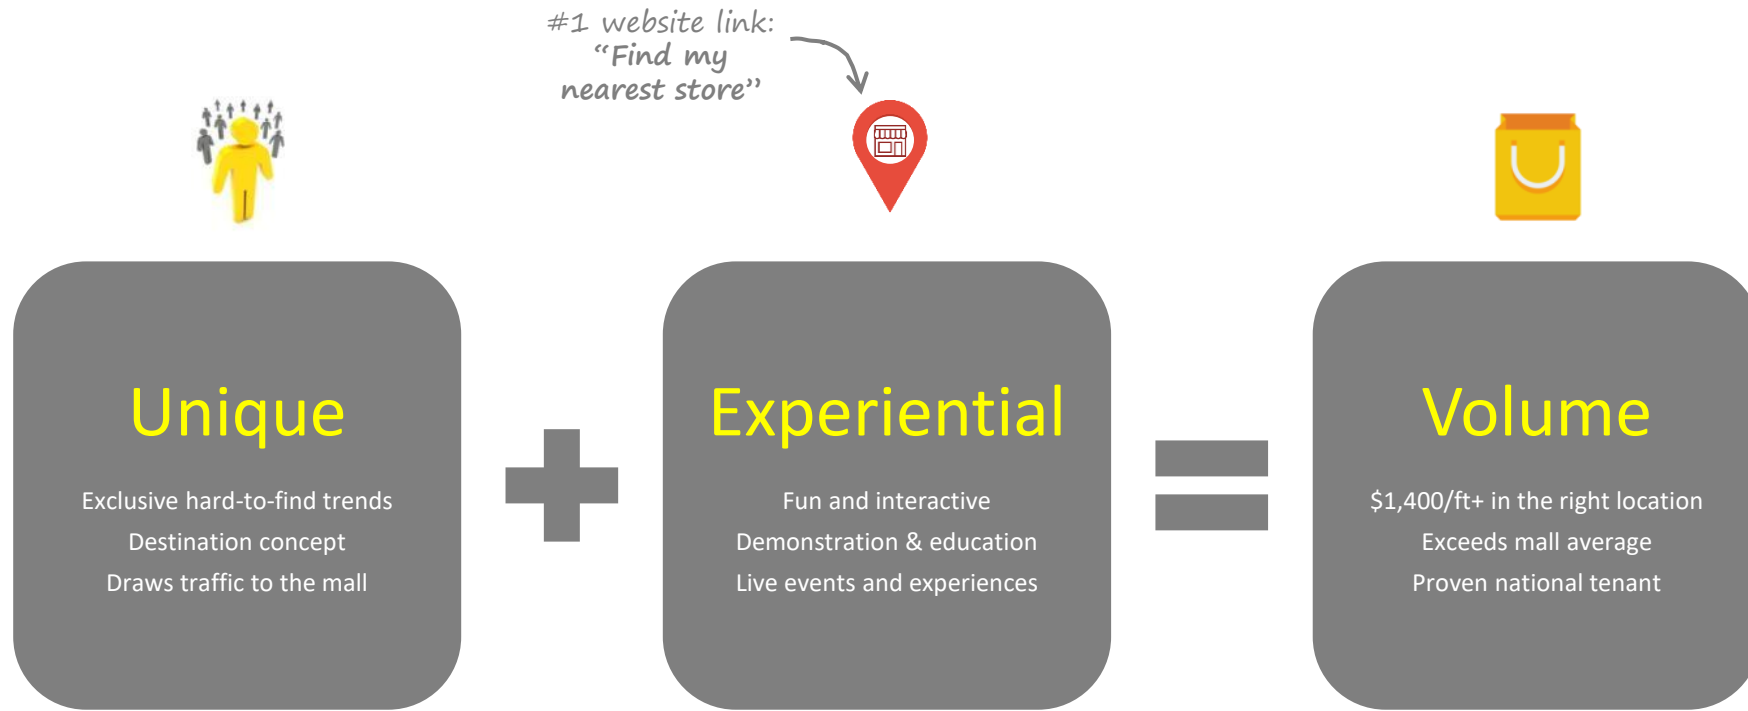 #1 website link:
“Find my
nearest store”
Unique
Exclusive hard-to-find trends
Destination concept
Draws traffic to the mall
Experiential
Fun and interactive
Demonstration & education
Live events and experiences
Volume
$1,400/ft+ in the right location
Exceeds mall average
Proven national tenant